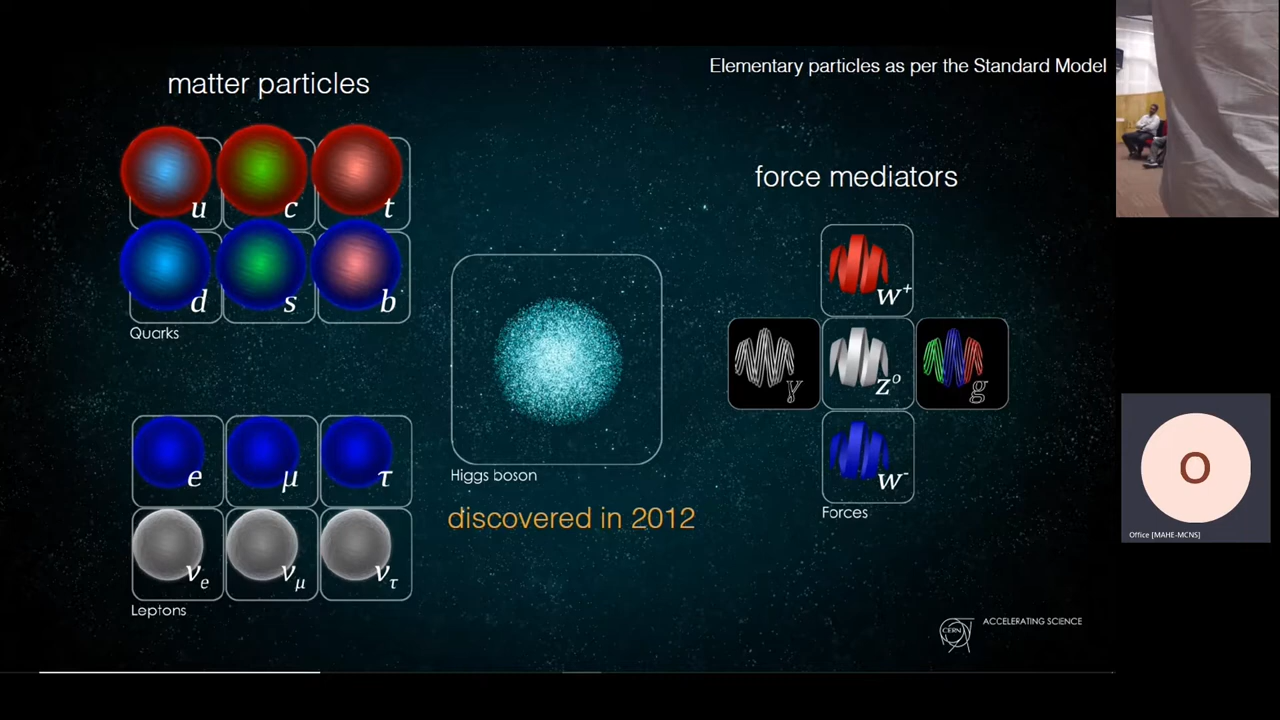 Elementary particles as per the Standard Model
matter particles
u c t
d s b
Quarks
e μ τ
νe νμ ντ
Leptons
Higgs boson
discovered in 2012
force mediators
W+
γ Z0 g
W-
Forces
CERN
ACCELERATING SCIENCE
O
Office [MAHE-MCNS]